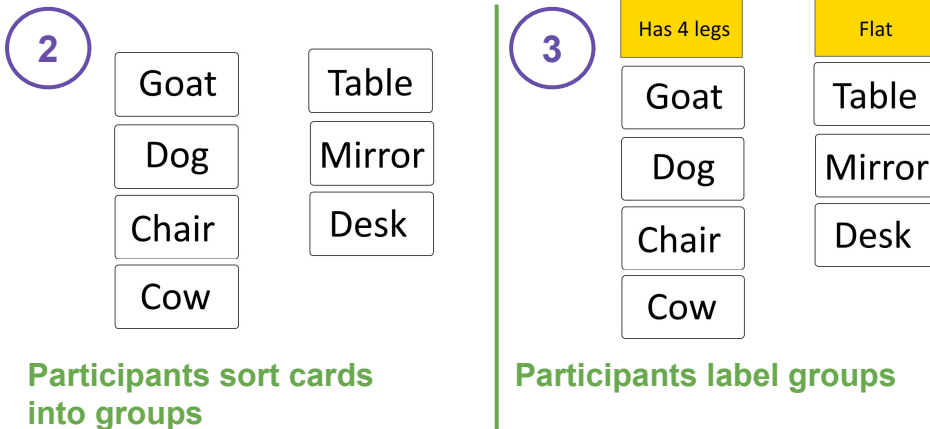 2
Goat
Dog
Chair
Cow
Table
Mirror
Desk
Participants sort cards
into groups
3
Has 4 legs
Goat
Dog
Chair
Cow
Flat
Table
Mirror
Desk
Participants label groups